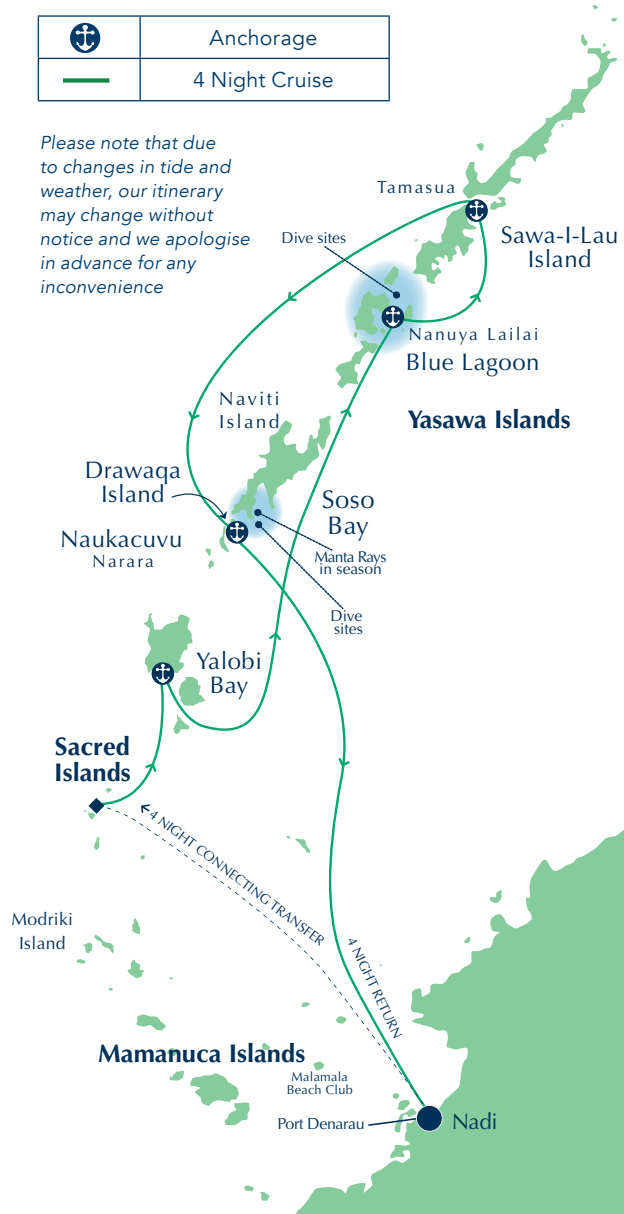 Anchorage
4 Night Cruise
Please note that due
to changes in tide and
weather, our itinerary
may change without
notice and we apologise
in advance for any
inconvenience
Tamasua
Sawa-I-Lau
Island
Dive sites
Nanuya Lailai
Blue Lagoon
Yasawa Islands
Naviti
Island
Drawaqa
Island
Soso
Bay
Naukacuvu
Narara
Manta Rays
in season
Dive
sites
Yalobi
Bay
Sacred
Islands
4 NIGHT CONNECTING TRANSFER
Modriki
Island
4 NIGHT RETURN
Mamanuca Islands
Malamala
Beach Club
Port Denarau
Nadi